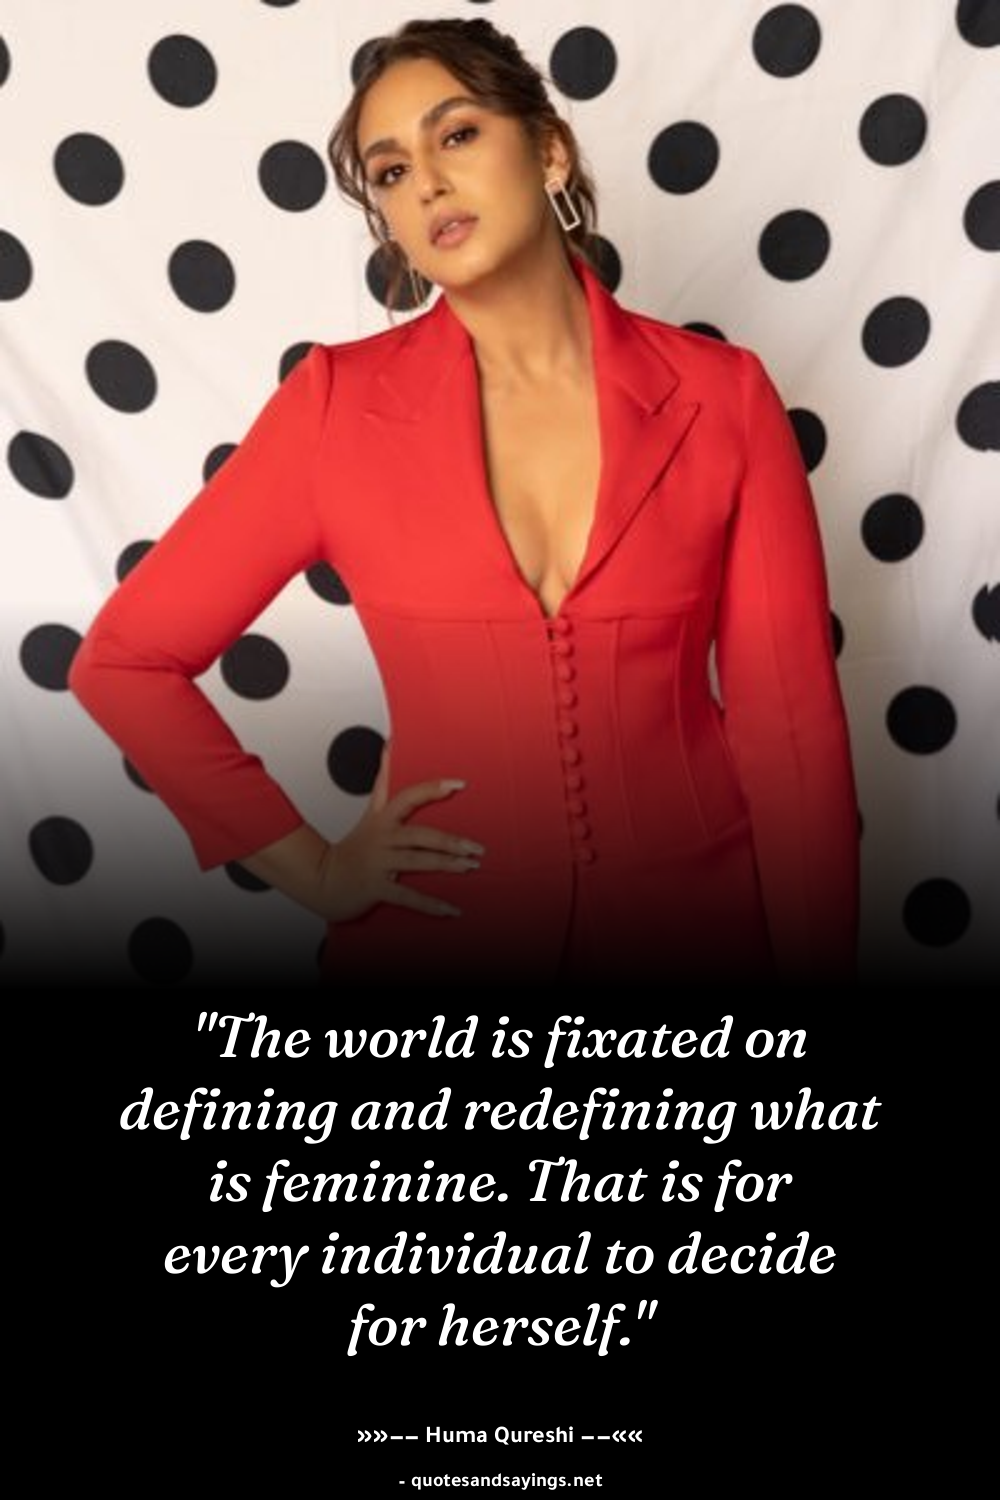 "The world is fixated on
defining and redefining what
is feminine. That is for
every individual to decide
for herself."
»»–– Huma Qureshi ––««
- quotesandsayings.net